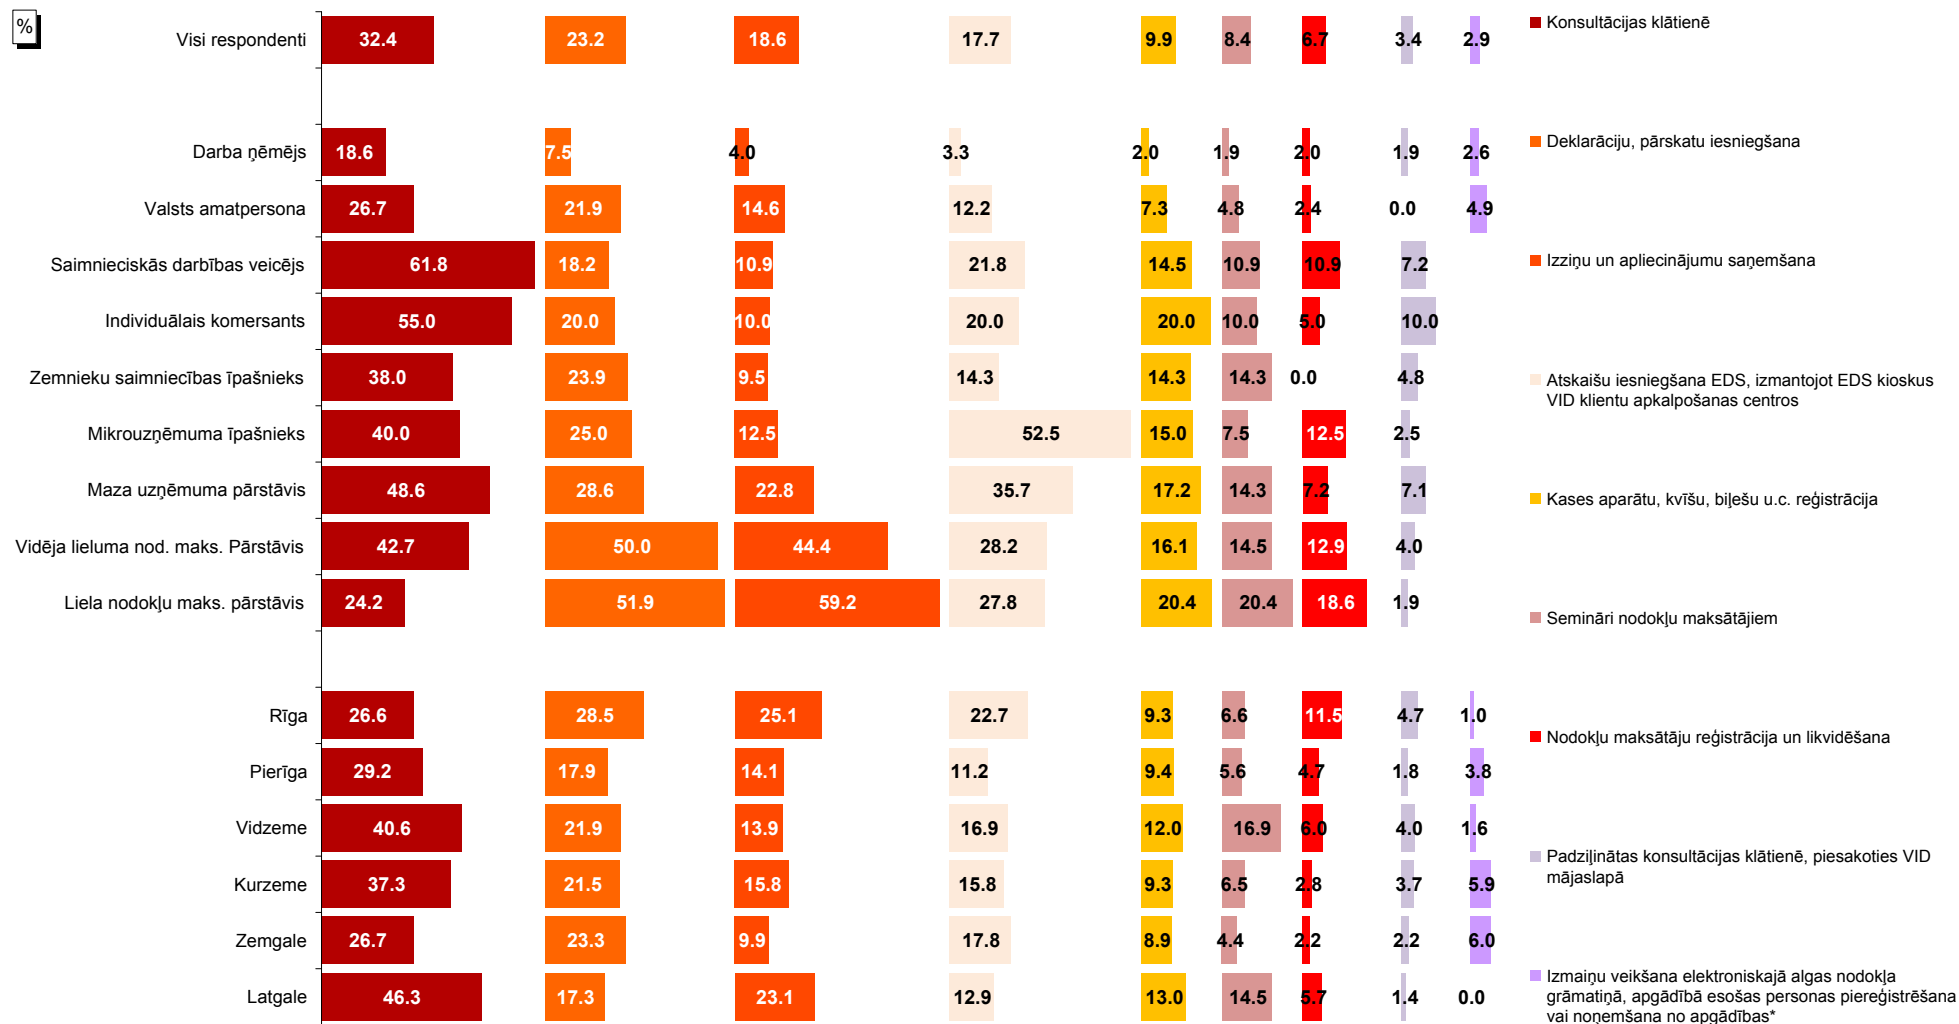 %
Visi respondenti 32.4 23.2 18.6 17.7 9.9 8.4 6.7 3.4 2.9
Darba ņēmējs 18.6 7.5 4.0 3.3 2.0 1.9 2.0 1.9 2.6
Valsts amatpersona 26.7 21.9 14.6 12.2 7.3 4.8 2.4 0.0 4.9
Saimnieciskās darbības veicējs 61.8 18.2 10.9 21.8 14.5 10.9 10.9 7.2
Individuālais komersants 55.0 20.0 10.0 20.0 20.0 10.0 5.0 10.0
Zemnieku saimniecības īpašnieks 38.0 23.9 9.5 14.3 14.3 14.3 0.0 4.8
Mikrouzņēmuma īpašnieks 40.0 25.0 12.5 52.5 15.0 7.5 12.5 2.5
Maza uzņēmuma pārstāvis 48.6 28.6 22.8 35.7 17.2 14.3 7.2 7.1
Vidēja lieluma nod. maks. Pārstāvis 42.7 50.0 44.4 28.2 16.1 14.5 12.9 4.0
Liela nodokļu maks. pārstāvis 24.2 51.9 59.2 27.8 20.4 20.4 18.6 1.9
Rīga 26.6 28.5 25.1 22.7 9.3 6.6 11.5 4.7 1.0
Pierīga 29.2 17.9 14.1 11.2 9.4 5.6 4.7 1.8 3.8
Vidzeme 40.6 21.9 13.9 16.9 12.0 16.9 6.0 4.0 1.6
Kurzeme 37.3 21.5 15.8 15.8 9.3 6.5 2.8 3.7 5.9
Zemgale 26.7 23.3 9.9 17.8 8.9 4.4 2.2 2.2 6.0
Latgale 46.3 17.3 23.1 12.9 13.0 14.5 5.7 1.4 0.0
Konsultācijas klātienē
Deklarāciju, pārskatu iesniegšana
Izziņu un apliecinājumu saņemšana
Atskaišu iesniegšana EDS, izmantojot EDS kioskus
VID klientu apkalpošanas centros
Kases aparātu, kvīšu, biļešu u.c. reģistrācija
Semināri nodokļu maksātājiem
Nodokļu maksātāju reģistrācija un likvidēšana
Padziļinātas konsultācijas klātienē, piesakoties VID
mājaslapā
Izmaiņu veikšana elektroniskajā algas nodokļa
grāmatiņā, apgādībā esošas personas piereģistrēšana
vai noņemšana no apgādības*